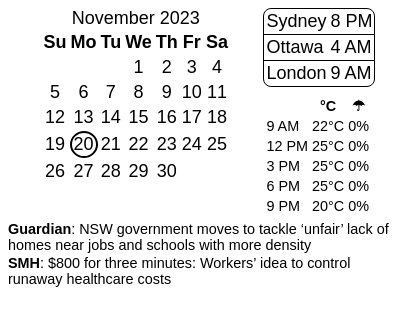 November 2023
Su Mo Tu We Th Fr Sa
1 2 3 4
5 6 7 8 9 10 11
12 13 14 15 16 17 18
19 20 21 22 23 24 25
26 27 28 29 30
Sydney 8 PM
Ottawa 4 AM
London 9 AM
°C ☂
9 AM 22°C 0%
12 PM 25°C 0%
3 PM 25°C 0%
6 PM 25°C 0%
9 PM 20°C 0%
Guardian: NSW government moves to tackle ‘unfair’ lack of
homes near jobs and schools with more density
SMH: $800 for three minutes: Workers’ idea to control
runaway healthcare costs